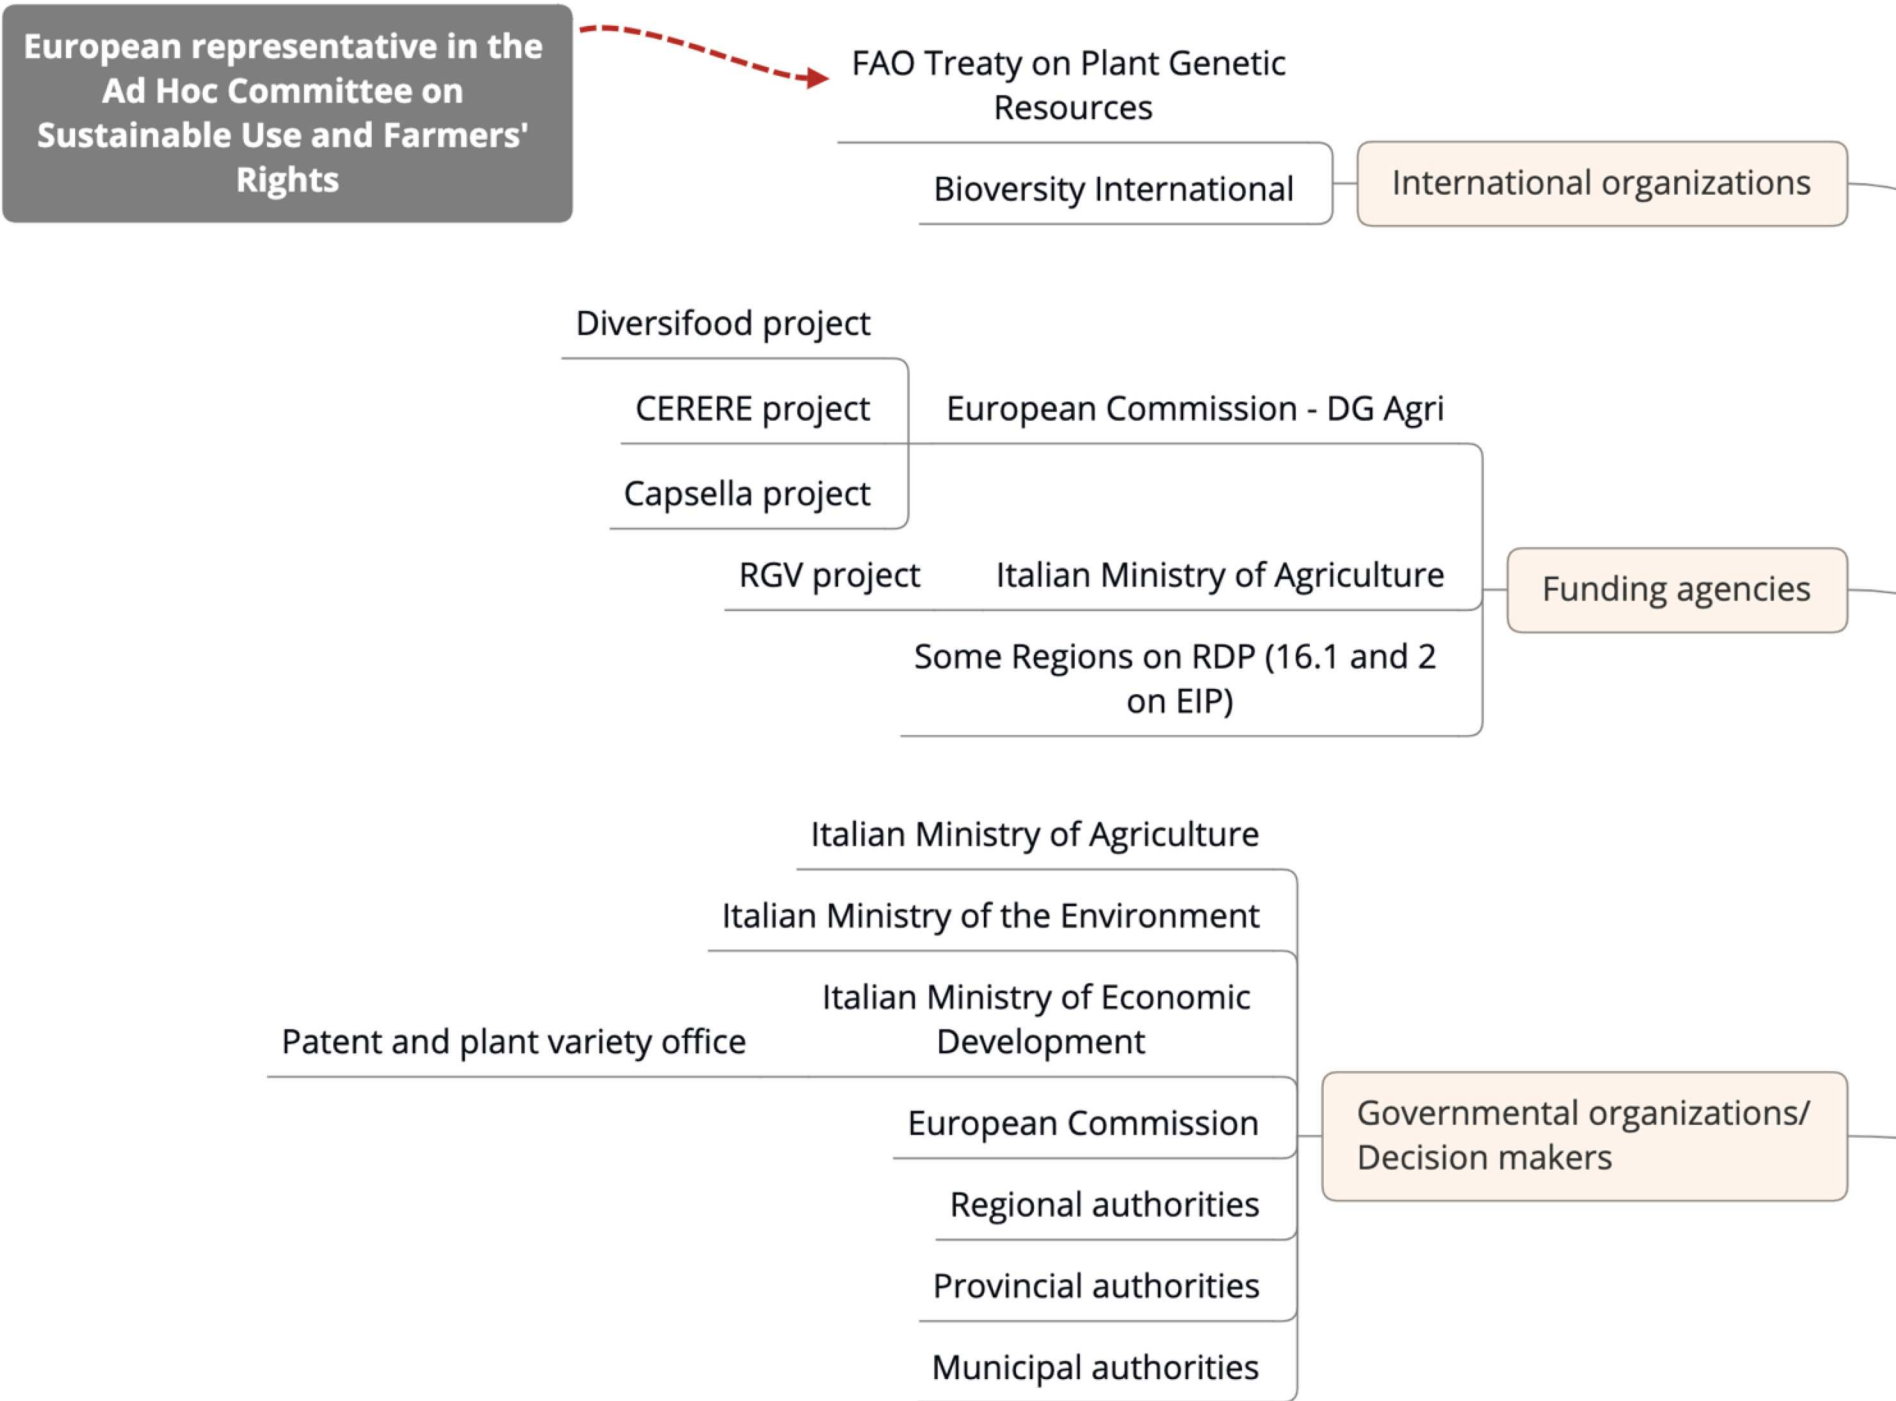 European representative in the
Ad Hoc Committee on
Sustainable Use and Farmers'
Rights
FAO Treaty on Plant Genetic
Resources
Bioversity International
International organizations
Diversifood project
CERERE project
Capsella project
European Commission - DG Agri
RGV project
Italian Ministry of Agriculture
Some Regions on RDP (16.1 and 2
on EIP)
Funding agencies
Italian Ministry of Agriculture
Italian Ministry of the Environment
Italian Ministry of Economic
Development
Patent and plant variety office
European Commission
Regional authorities
Provincial authorities
Municipal authorities
Governmental organizations/
Decision makers